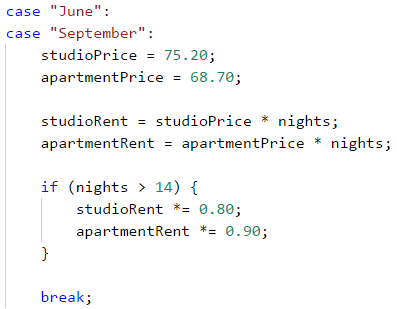 case "June":
case "September":
    studioPrice = 75.20;
    apartmentPrice = 68.70;

    studioRent = studioPrice * nights;
    apartmentRent = apartmentPrice * nights;

    if (nights > 14) {
        studioRent *= 0.80;
        apartmentRent *= 0.90;
    }

    break;